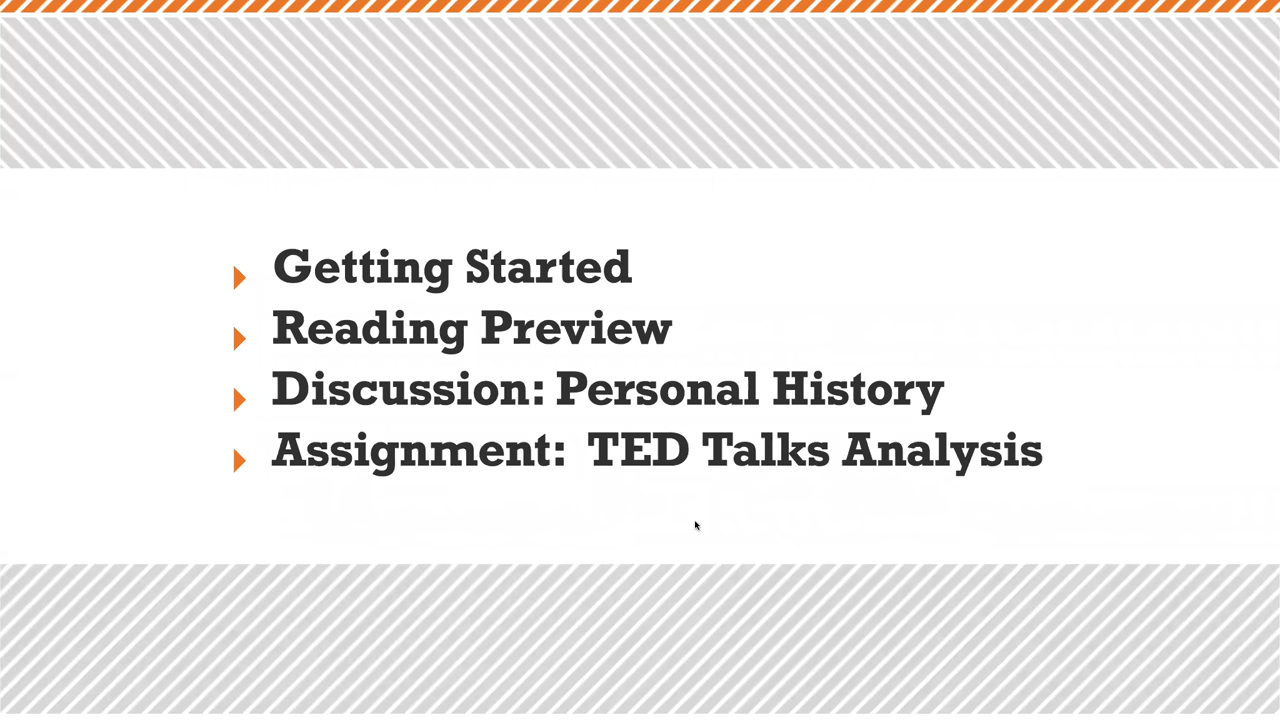 Getting Started
Reading Preview
Discussion: Personal History
Assignment:  TED Talks Analysis